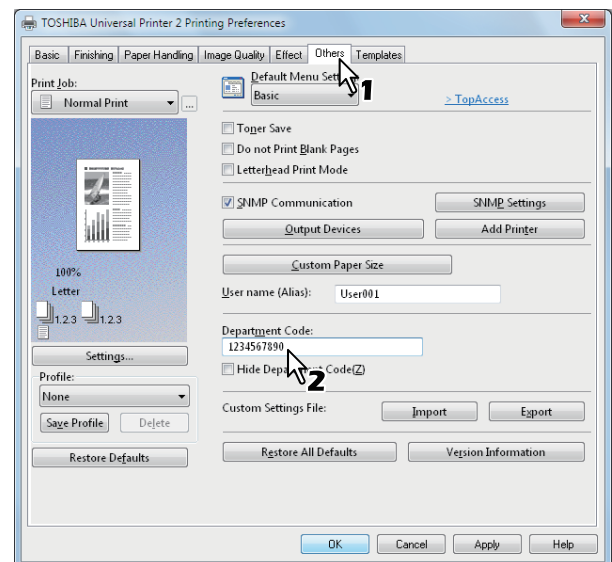 TOSHIBA Universal Printer 2 Printing Preferences
Basic Finishing Paper Handling Image Quality Effect Others Templates
Print Job:
Normal Print ...
100%
Letter
1.2.3 1.2.3
Settings...
Profile:
None
Save Profile Delete
Restore Defaults
Default Menu
Basic
1
> TopAccess
Toner Save
Do not Print Blank Pages
Letterhead Print Mode
SNMP Communication SNMP Settings
Output Devices Add Printer
Custom Paper Size
User name (Alias): User001
Department Code:
1234567890
Hide Code(Z)
2
Custom Settings File: Import Export
Restore All Defaults Version Information
OK Cancel Apply Help